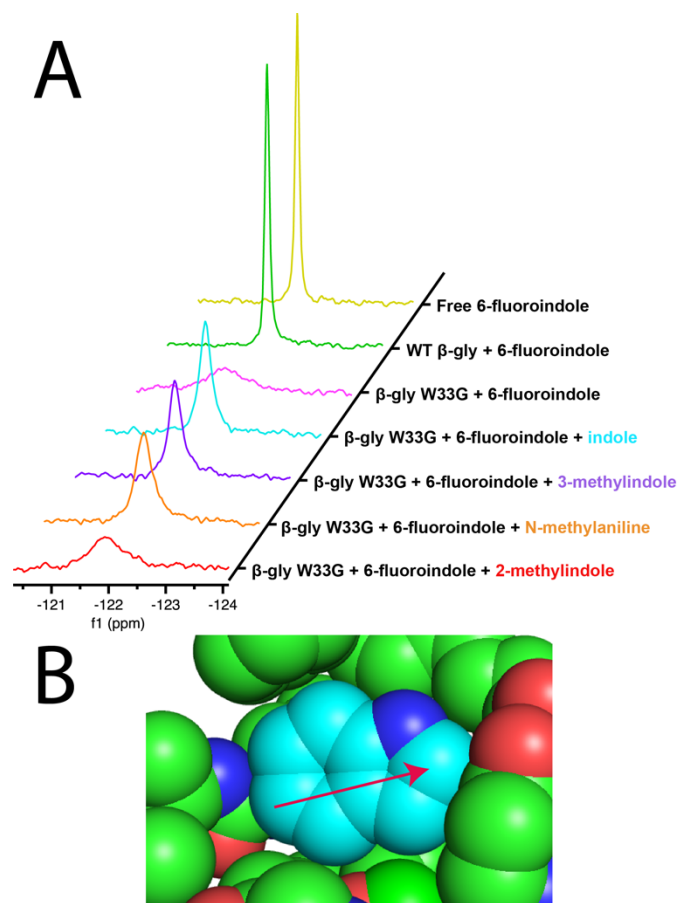 A
Free 6-fluoroindole
WT β-gly + 6-fluoroindole
β-gly W33G + 6-fluoroindole
β-gly W33G + 6-fluoroindole + indole
β-gly W33G + 6-fluoroindole + 3-methylindole
β-gly W33G + 6-fluoroindole + N-methylaniline
β-gly W33G + 6-fluoroindole + 2-methylindole
-121 -122 -123 -124
f1 (ppm)
B